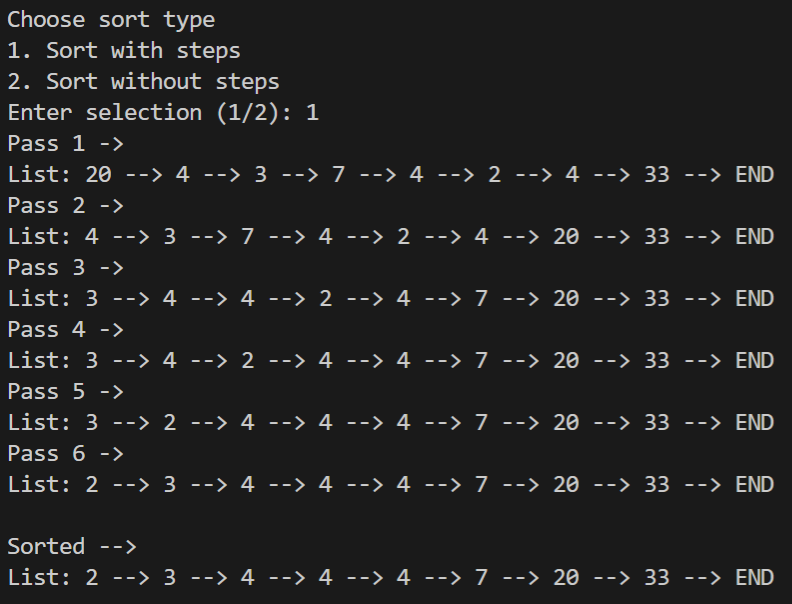 Choose sort type
1. Sort with steps
2. Sort without steps
Enter selection (1/2): 1
Pass 1 ->
List: 20 --> 4 --> 3 --> 7 --> 4 --> 2 --> 4 --> 33 --> END
Pass 2 ->
List: 4 --> 3 --> 7 --> 4 --> 2 --> 4 --> 20 --> 33 --> END
Pass 3 ->
List: 3 --> 4 --> 4 --> 2 --> 4 --> 7 --> 20 --> 33 --> END
Pass 4 ->
List: 3 --> 4 --> 2 --> 4 --> 4 --> 7 --> 20 --> 33 --> END
Pass 5 ->
List: 3 --> 2 --> 4 --> 4 --> 4 --> 7 --> 20 --> 33 --> END
Pass 6 ->
List: 2 --> 3 --> 4 --> 4 --> 4 --> 7 --> 20 --> 33 --> END
Sorted -->
List: 2 --> 3 --> 4 --> 4 --> 4 --> 7 --> 20 --> 33 --> END